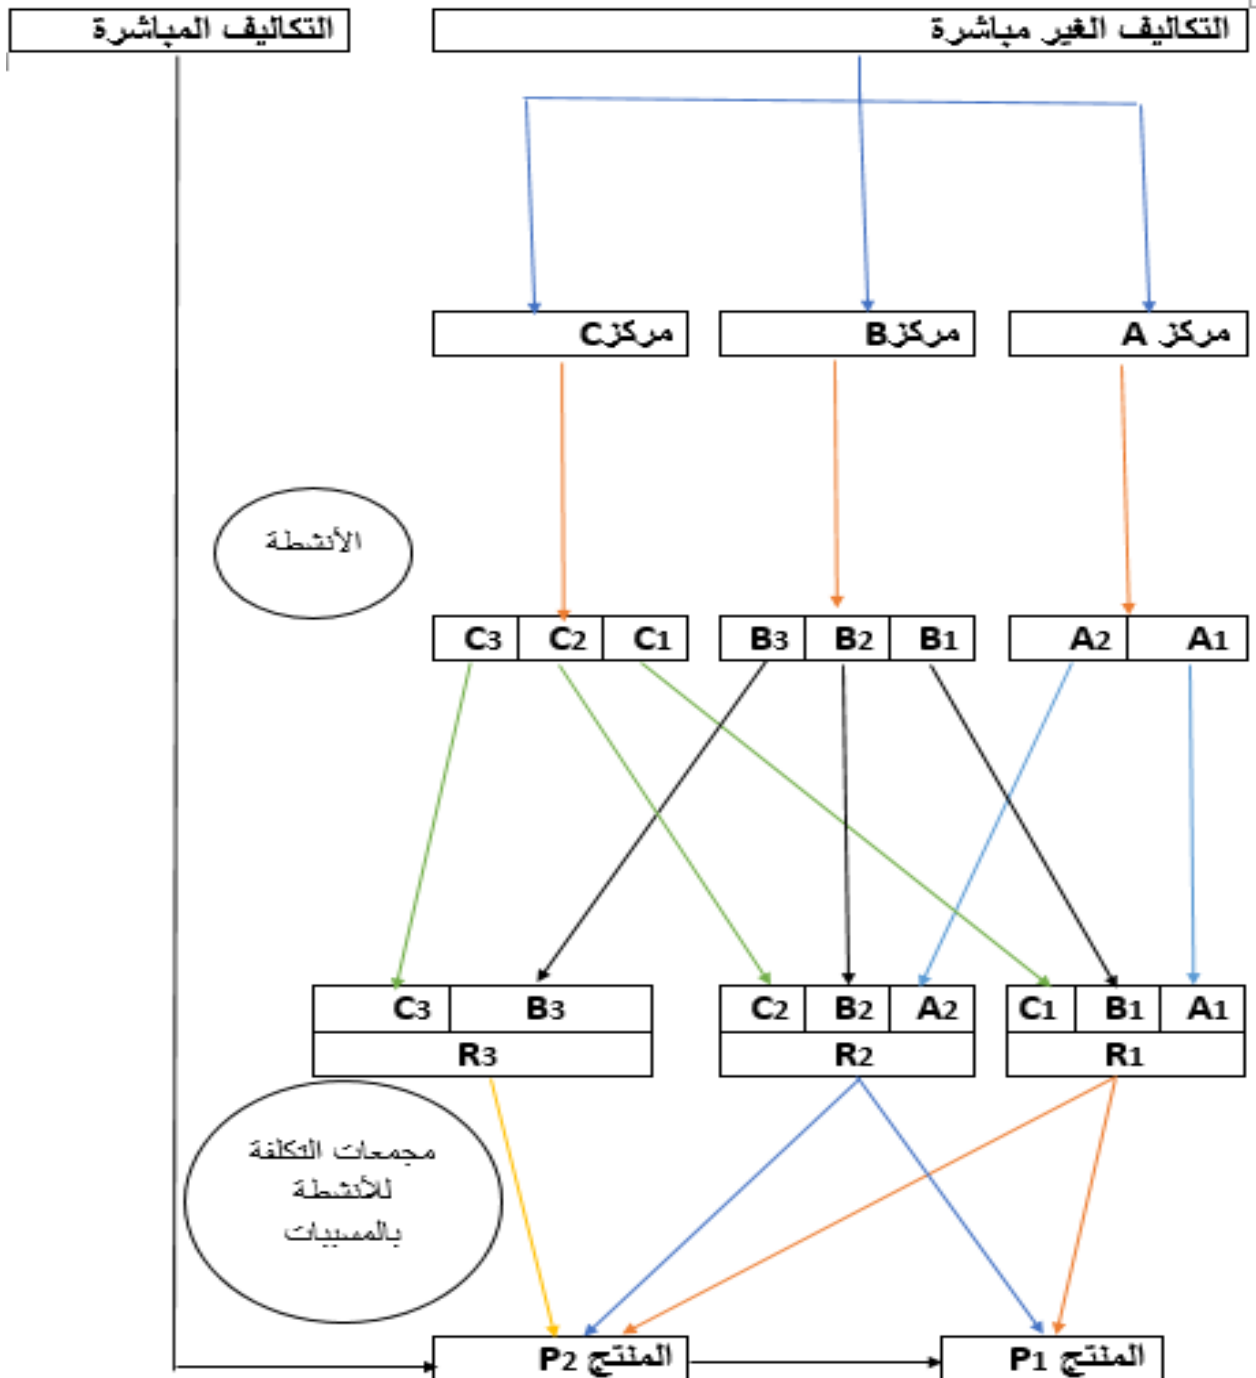 التكاليف الغير مباشرة
التكاليف المباشرة
مركز A
مركزB
مركزC
الأنشطة
A1
A2
B1
B2
B3
C1
C2
C3
A1
B1
C1
R1
A2
B2
C2
R2
B3
C3
R3
مجمعات التكلفة
للأنشطة
بالمسببات
المنتج P1
المنتج P2